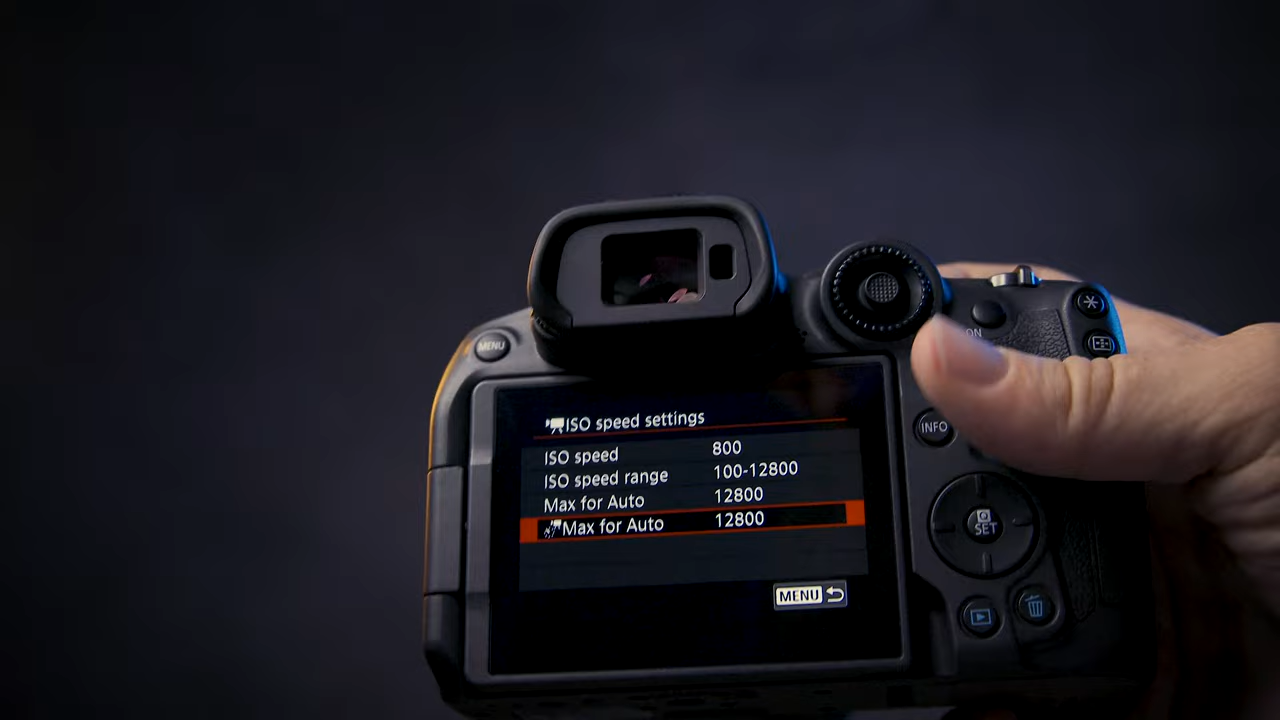 MENU
ON
ISO speed settings
ISO speed 800
ISO speed range 100-12800
Max for Auto 12800
Max for Auto 12800
MENU
INFO
SET